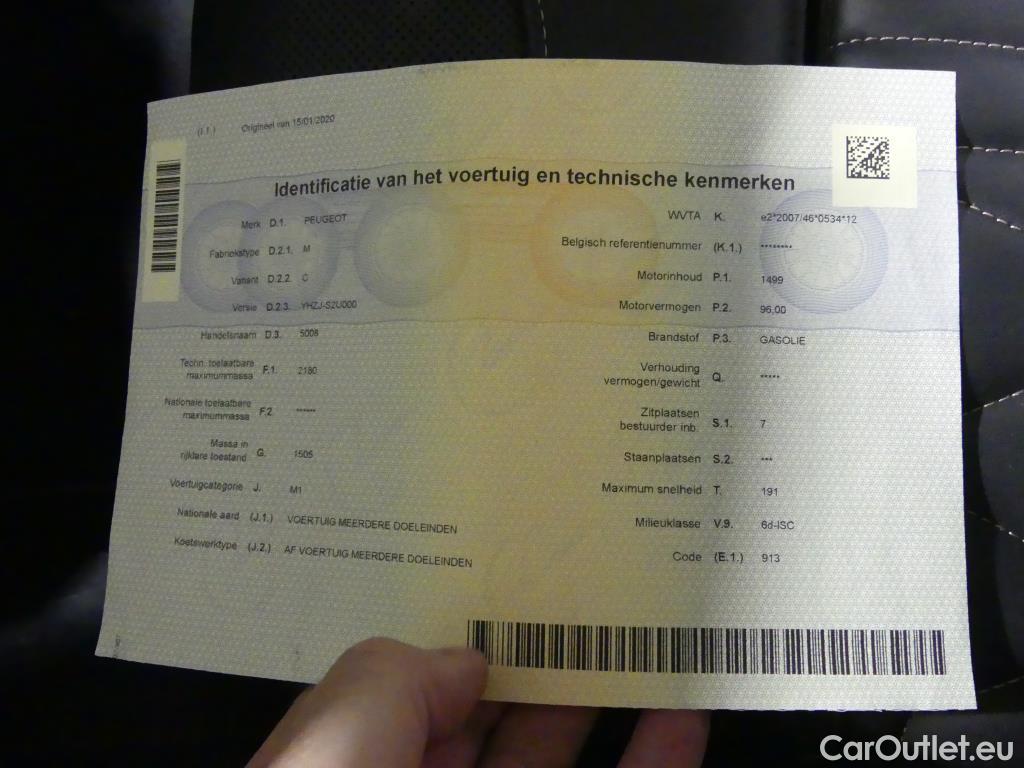 (I.1.) Origineel van 15/01/2020
Identificatie van het voertuig en technische kenmerken
Merk D.1. PEUGEOT
Fabriekstype D.2.1. M
Variant D.2.2. C
Versie D.2.3. YHZJ-S2U000
Handelsnaam D.3. 5008
Techn. toelaatbare
maximummassa F.1. 2180
Nationale toelaatbare
maximummassa F.2. ******
Massa in
rijklare toestand G. 1505
Voertuigcategorie J. M1
Nationale aard (J.1.) VOERTUIG MEERDERE DOELEINDEN
Koetswerktype (J.2.) AF VOERTUIG MEERDERE DOELEINDEN
WVTA K. e2*2007/46*0534*12
Belgisch referentienummer (K.1.) ********
Motorinhoud P.1. 1499
Motorvermogen P.2. 96,00
Brandstof P.3. GASOLIE
Verhouding
vermogen/gewicht Q. *****
Zitplaatsen
bestuurder inb. S.1. 7
Staanplaatsen S.2. ***
Maximum snelheid T. 191
Milieuklasse V.9. 6d-ISC
Code (E.1.) 913
CarOutlet.eu